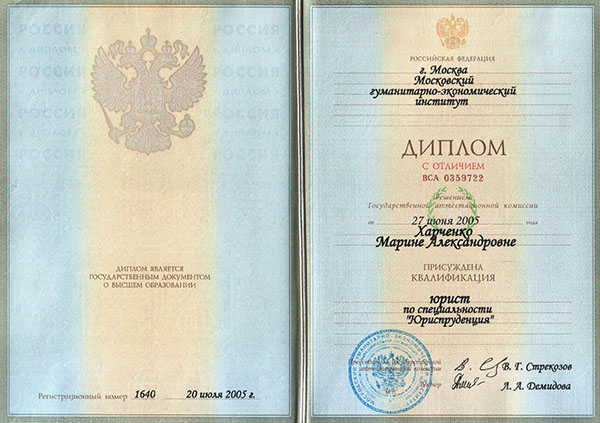 ДИПЛОМ ЯВЛЯЕТСЯ
ГОСУДАРСТВЕННЫМ ДОКУМЕНТОМ
О ВЫСШЕМ ОБРАЗОВАНИИ
Регистрационный номер 1640 20 июля 2005 г.
РОССИЙСКАЯ ФЕДЕРАЦИЯ
г. Москва
Московский
гуманитарно-экономический
институт
ДИПЛОМ
С ОТЛИЧИЕМ
ВСА 0359722
Решением
Государственной аттестационной комиссии
от 27 июня 2005 года
Харченко
Марине Александровне
ПРИСУЖДЕНА
КВАЛИФИКАЦИЯ
юрист
по специальности
"Юриспруденция"
В. Г. Стрекозов
Л. А. Демидова